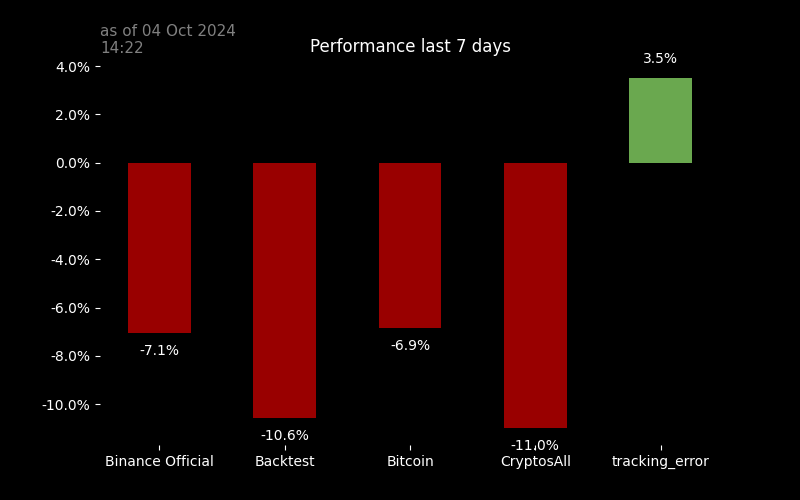 as of 04 Oct 2024
14:22
Performance last 7 days
3.5%
4.0%
2.0%
0.0%
-2.0%
-4.0%
-6.0%
-8.0%
-10.0%
-7.1%
-10.6%
-6.9%
-11.0%
Binance Official
Backtest
Bitcoin
CryptosAll
tracking_error